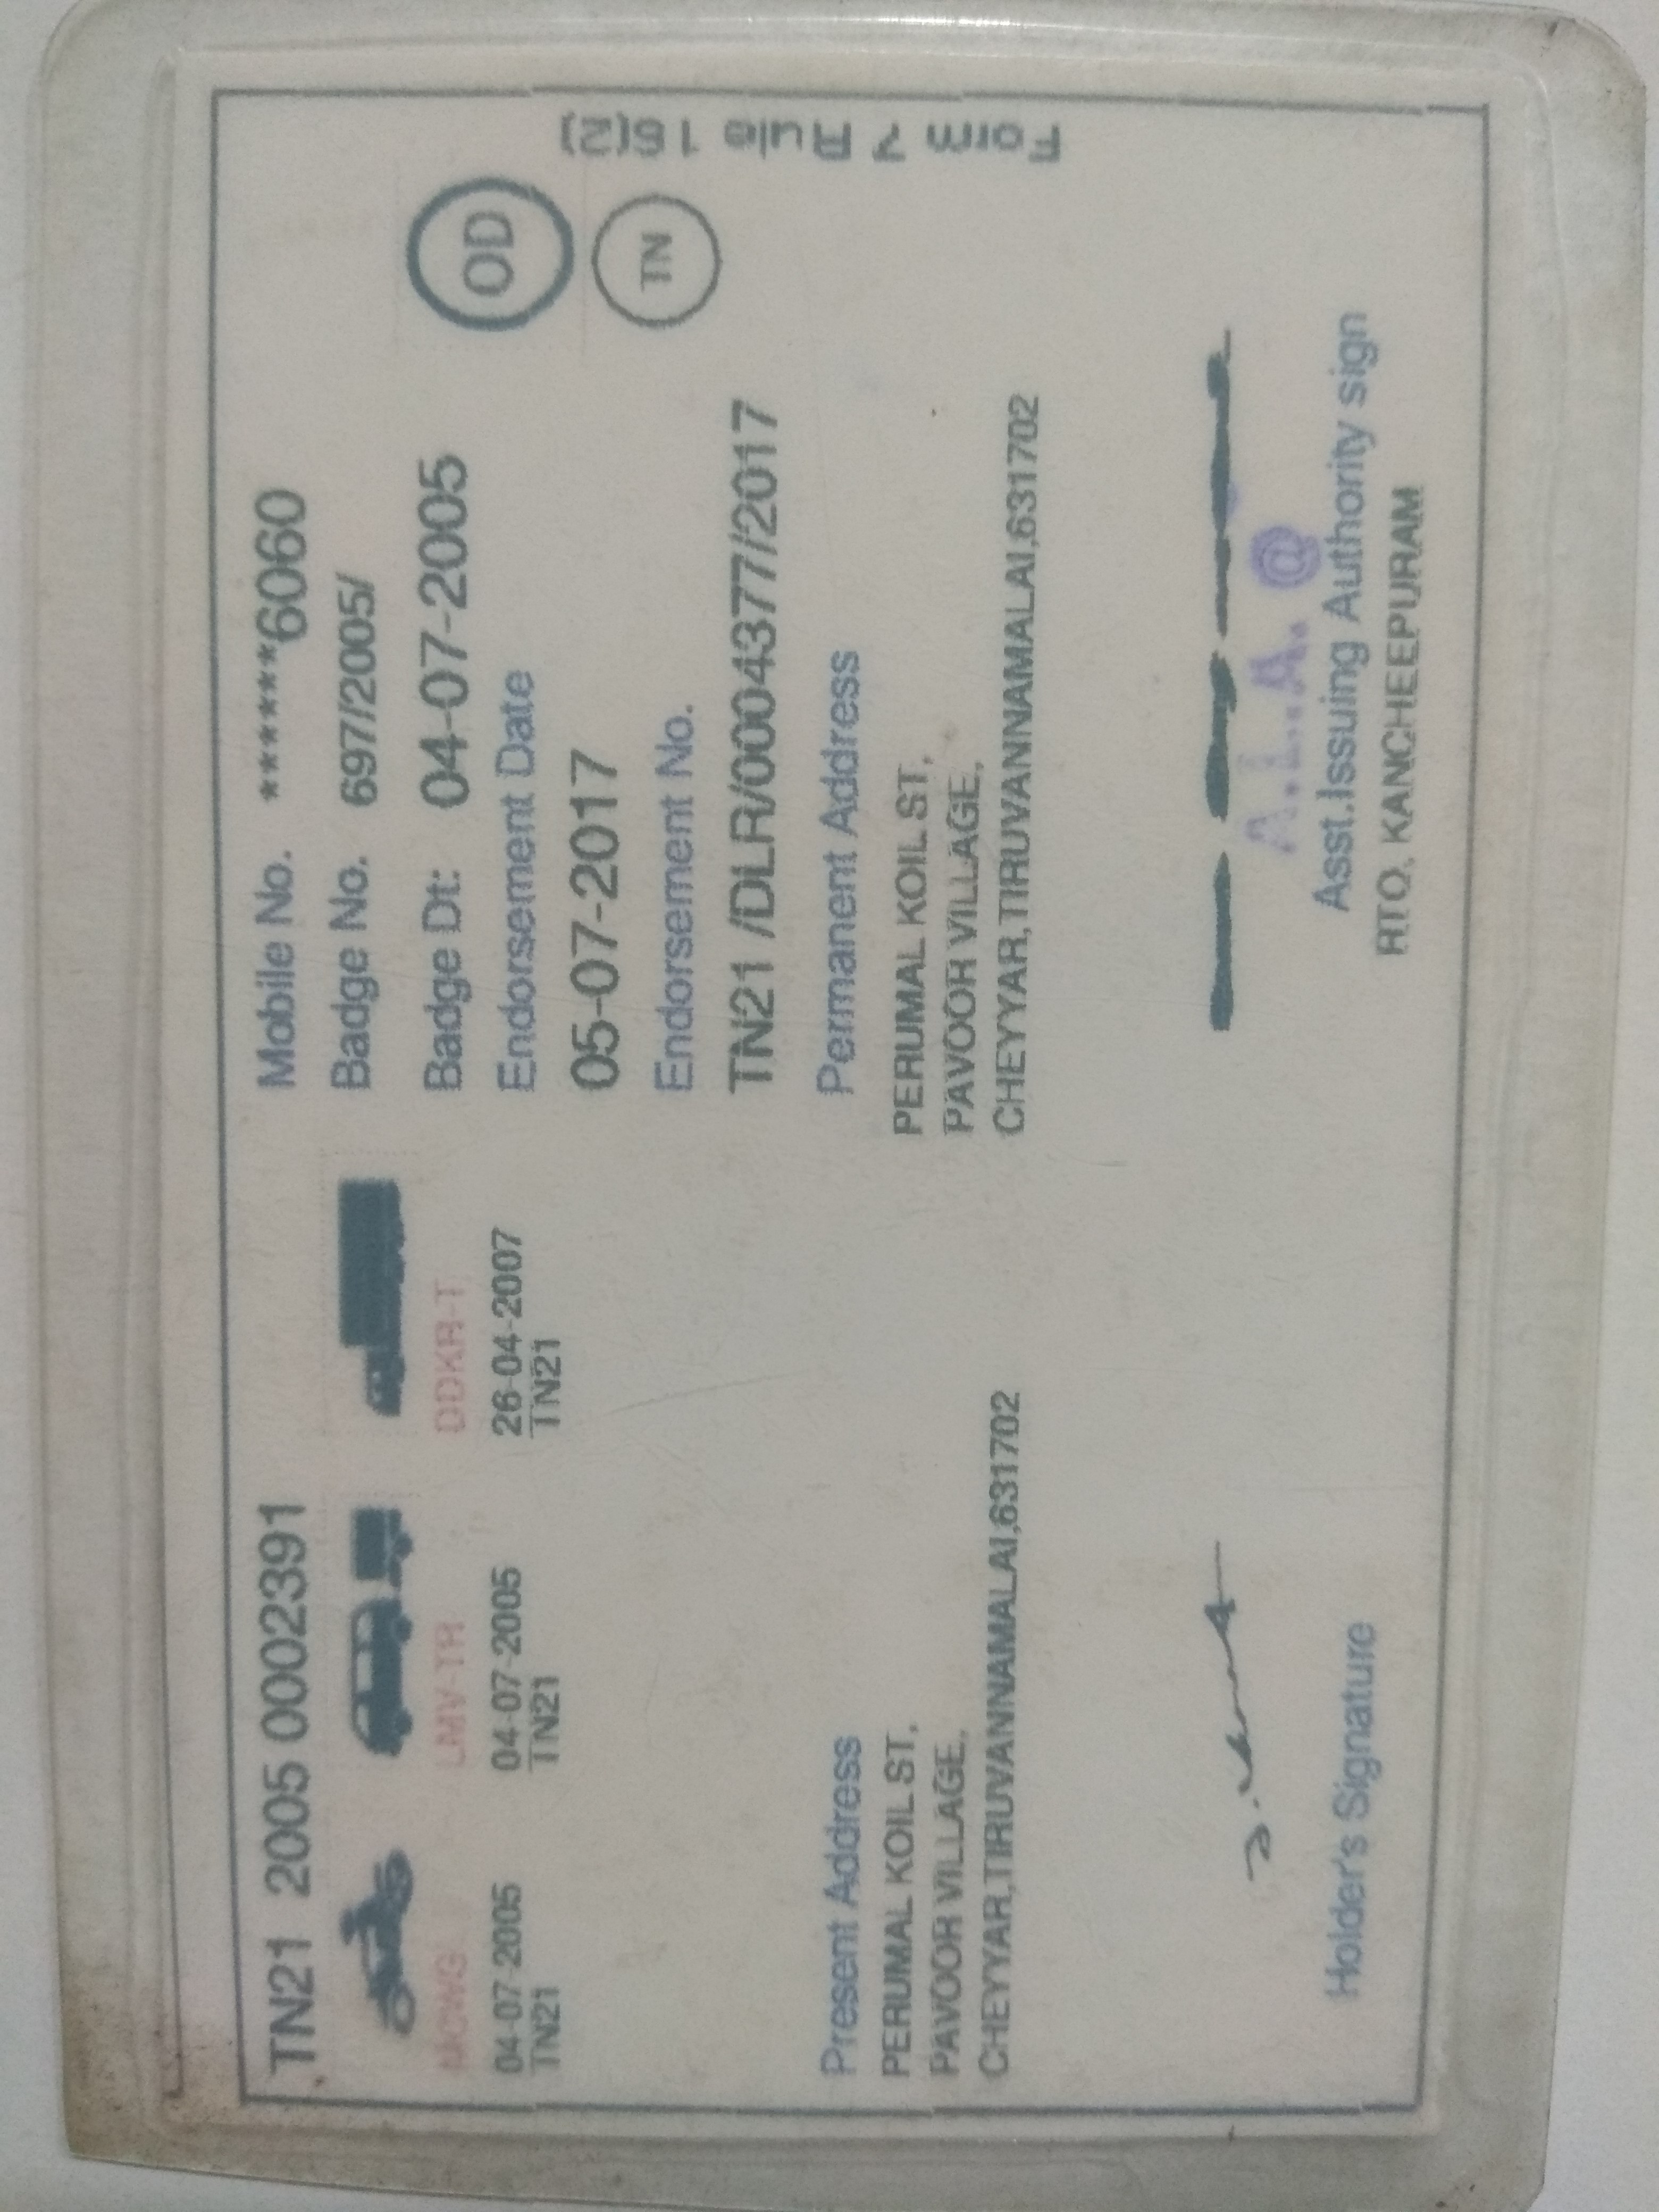 TN21 2005 0002391
MCWG LMV-TR DDKR-T
04-07-2005 04-07-2005 26-04-2007
TN21 TN21 TN21
Mobile No. ******6060
Badge No. 697/2005/
Badge Dt: 04-07-2005
Endorsement Date
05-07-2017
Endorsement No.
TN21 /DLR/0004377/2017
OD
TN
Form 7 Rule 16(2)
Present Address
PERUMAL KOIL ST,
PAVOOR VILLAGE,
CHEYYAR,TIRUVANNAMALAI,631702
Permanent Address
PERUMAL KOIL ST,
PAVOOR VILLAGE,
CHEYYAR,TIRUVANNAMALAI,631702
Holder's Signature
A.I.A. @
Asst.Issuing Authority sign
RTO, KANCHEEPURAM